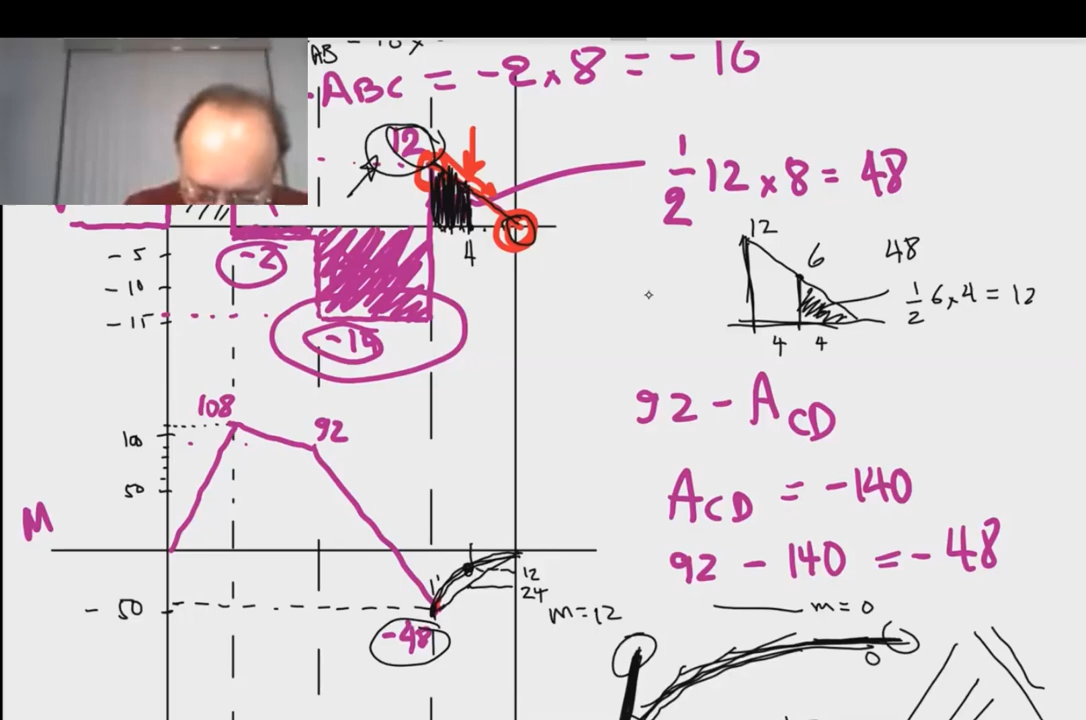 AB
ABC = -2 x 8 = - 16
12
1/2 12 x 8 = 48
12
6
48
1/2 6 x 4 = 12
4 4
4
- 5
-2
- 10
- 15
-14
108
92
100
50
M
92 - ACD
ACD = -140
92 - 140 = - 48
12
24
m = 12
- 50
-48
m = 0
0